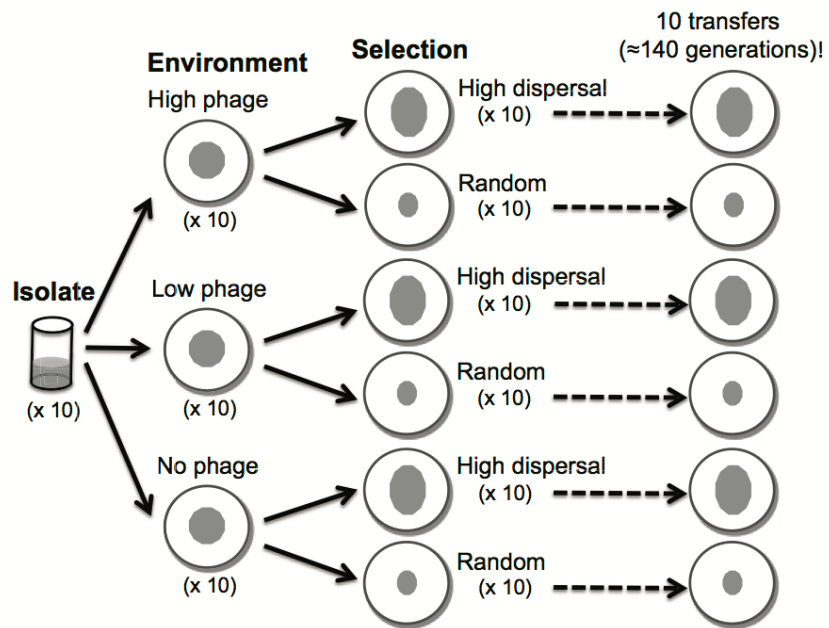 10 transfers
(≈140 generations)!
Environment
Selection
High phage
High dispersal
(x 10)
Random
(x 10)
(x 10)
Isolate
(x 10)
Low phage
High dispersal
(x 10)
Random
(x 10)
(x 10)
No phage
High dispersal
(x 10)
Random
(x 10)
(x 10)